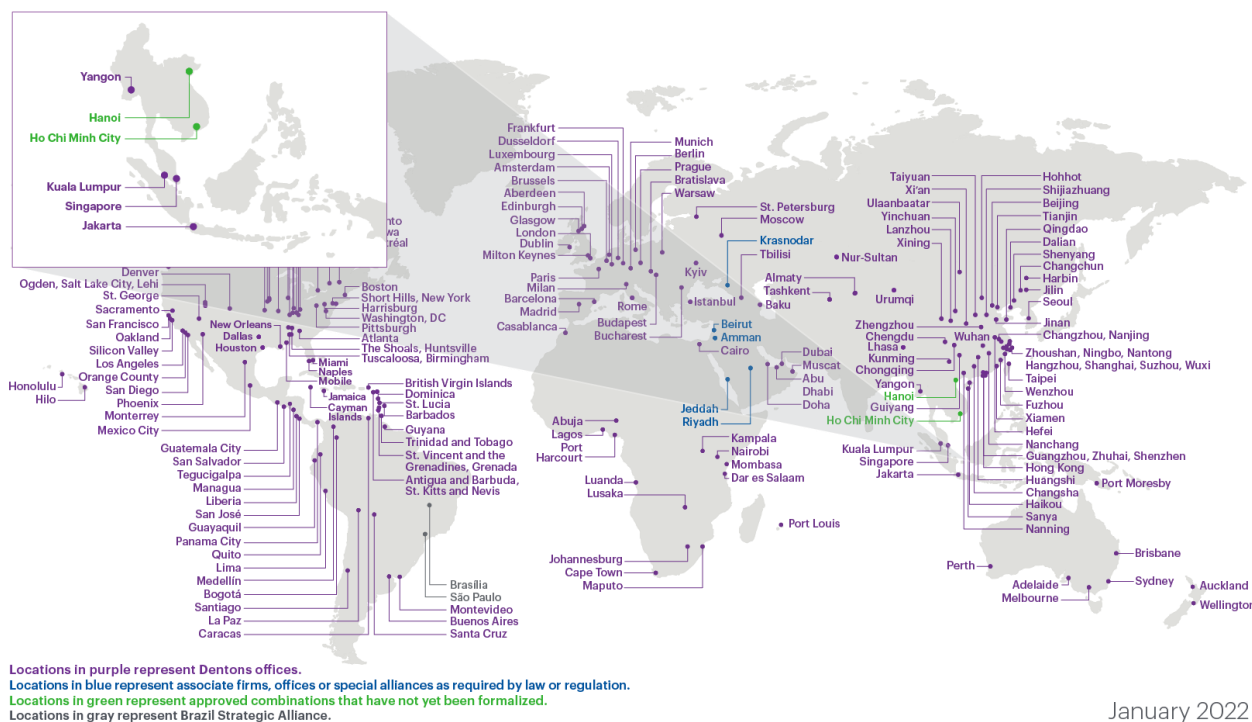 Yangon
Hanoi
Ho Chi Minh City
Kuala Lumpur
Singapore
Jakarta
Denver
Ogden, Salt Lake City, Lehi
St. George
Sacramento
San Francisco
Oakland
Silicon Valley
Los Angeles
Orange County
San Diego
Phoenix
Monterrey
Mexico City
Honolulu
Hilo
New Orleans
Dallas
Houston
Boston
Short Hills, New York
Harrisburg
Washington, DC
Pittsburgh
Atlanta
The Shoals, Huntsville
Tuscaloosa, Birmingham
Miami
Naples
Mobile
Jamaica
Cayman
Islands
British Virgin Islands
Dominica
St. Lucia
Barbados
Guyana
Trinidad and Tobago
St. Vincent and the
Grenadines, Grenada
Antigua and Barbuda,
St. Kitts and Nevis
Guatemala City
San Salvador
Tegucigalpa
Managua
Liberia
San José
Guayaquil
Panama City
Quito
Lima
Medellín
Bogotá
Santiago
La Paz
Caracas
Brasília
São Paulo
Montevideo
Buenos Aires
Santa Cruz
Frankfurt
Dusseldorf
Luxembourg
Amsterdam
Brussels
Aberdeen
Edinburgh
Glasgow
London
Dublin
Milton Keynes
Paris
Milan
Barcelona
Madrid
Casablanca
Munich
Berlin
Prague
Bratislava
Warsaw
St. Petersburg
Moscow
Krasnodar
Tbilisi
Kyiv
Istanbul
Rome
Budapest
Bucharest
Baku
Nur-Sultan
Almaty
Tashkent
Urumqi
Beirut
Amman
Cairo
Dubai
Muscat
Abu
Dhabi
Doha
Jeddah
Riyadh
Abuja
Lagos
Port
Harcourt
Kampala
Nairobi
Mombasa
Dar es Salaam
Luanda
Lusaka
Port Louis
Johannesburg
Cape Town
Maputo
Taiyuan
Xi'an
Ulaanbaatar
Yinchuan
Lanzhou
Xining
Hohhot
Shijiazhuang
Beijing
Tianjin
Qingdao
Dalian
Shenyang
Changchun
Harbin
Jilin
Seoul
Jinan
Zhengzhou
Wuhan
Changzhou, Nanjing
Chengdu
Lhasa
Kunming
Chongqing
Yangon
Hanoi
Guiyang
Ho Chi Minh City
Zhoushan, Ningbo, Nantong
Hangzhou, Shanghai, Suzhou, Wuxi
Taipei
Wenzhou
Fuzhou
Xiamen
Hefei
Nanchang
Guangzhou, Zhuhai, Shenzhen
Hong Kong
Huangshi
Changsha
Haikou
Sanya
Nanning
Kuala Lumpur
Singapore
Jakarta
Port Moresby
Perth
Adelaide
Melbourne
Brisbane
Sydney
Auckland
Wellington
Locations in purple represent Dentons offices.
Locations in blue represent associate firms, offices or special alliances as required by law or regulation.
Locations in green represent approved combinations that have not yet been formalized.
Locations in gray represent Brazil Strategic Alliance.
January 2022